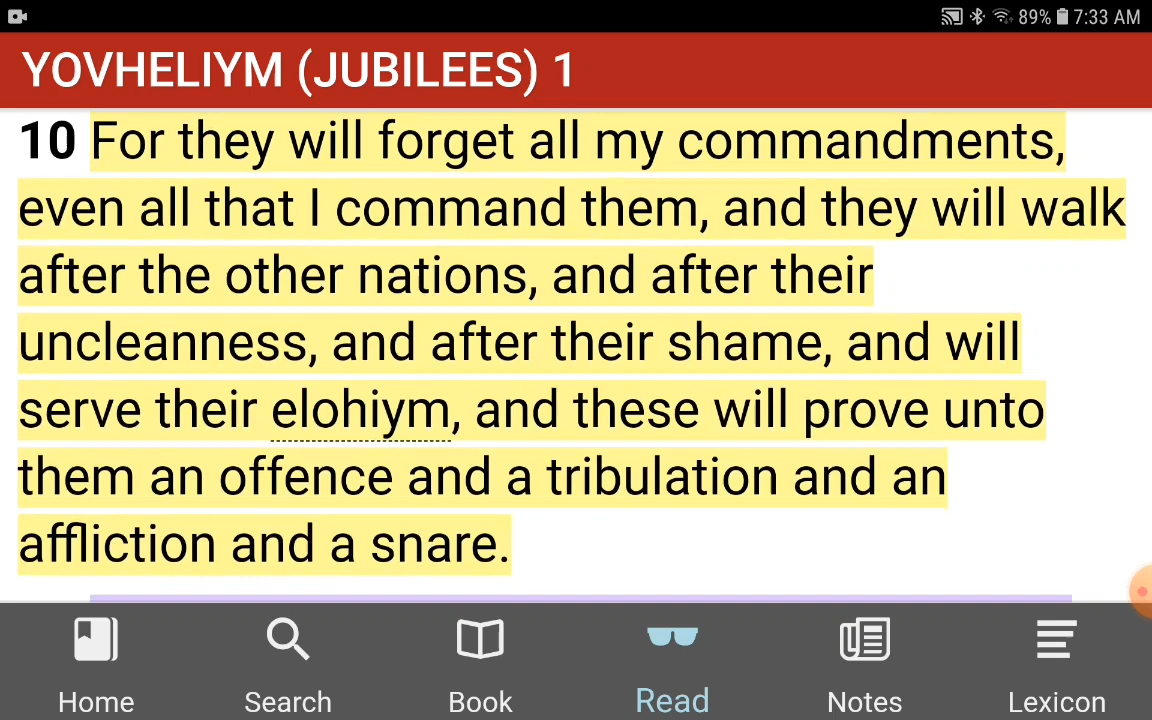 89% 7:33 AM
YOVHELIYM (JUBILEES) 1
10 For they will forget all my commandments,
even all that I command them, and they will walk
after the other nations, and after their
uncleanness, and after their shame, and will
serve their elohiym, and these will prove unto
them an offence and a tribulation and an
affliction and a snare.
Home Search Book Read Notes Lexicon